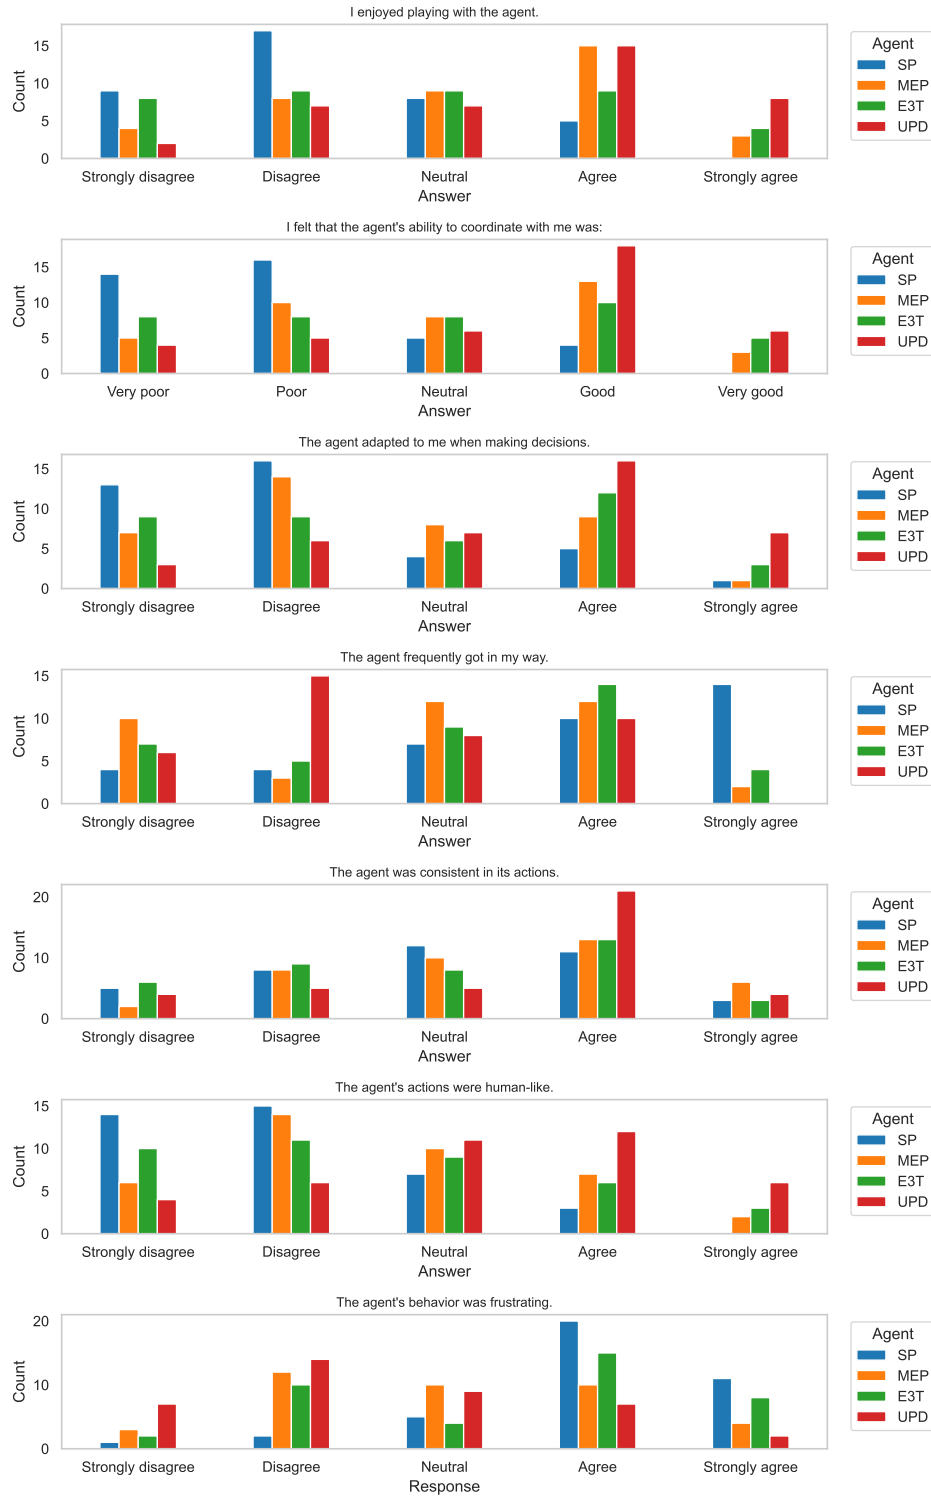 I enjoyed playing with the agent.
Count
15
10
5
0
Strongly disagree Disagree Neutral Agree Strongly agree
Answer
Agent
SP
MEP
E3T
UPD
I felt that the agent's ability to coordinate with me was:
Count
15
10
5
0
Very poor Poor Neutral Good Very good
Answer
Agent
SP
MEP
E3T
UPD
The agent adapted to me when making decisions.
Count
15
10
5
0
Strongly disagree Disagree Neutral Agree Strongly agree
Answer
Agent
SP
MEP
E3T
UPD
The agent frequently got in my way.
Count
15
10
5
0
Strongly disagree Disagree Neutral Agree Strongly agree
Answer
Agent
SP
MEP
E3T
UPD
The agent was consistent in its actions.
Count
20
10
0
Strongly disagree Disagree Neutral Agree Strongly agree
Answer
Agent
SP
MEP
E3T
UPD
The agent's actions were human-like.
Count
15
10
5
0
Strongly disagree Disagree Neutral Agree Strongly agree
Answer
Agent
SP
MEP
E3T
UPD
The agent's behavior was frustrating.
Count
20
10
0
Strongly disagree Disagree Neutral Agree Strongly agree
Response
Agent
SP
MEP
E3T
UPD